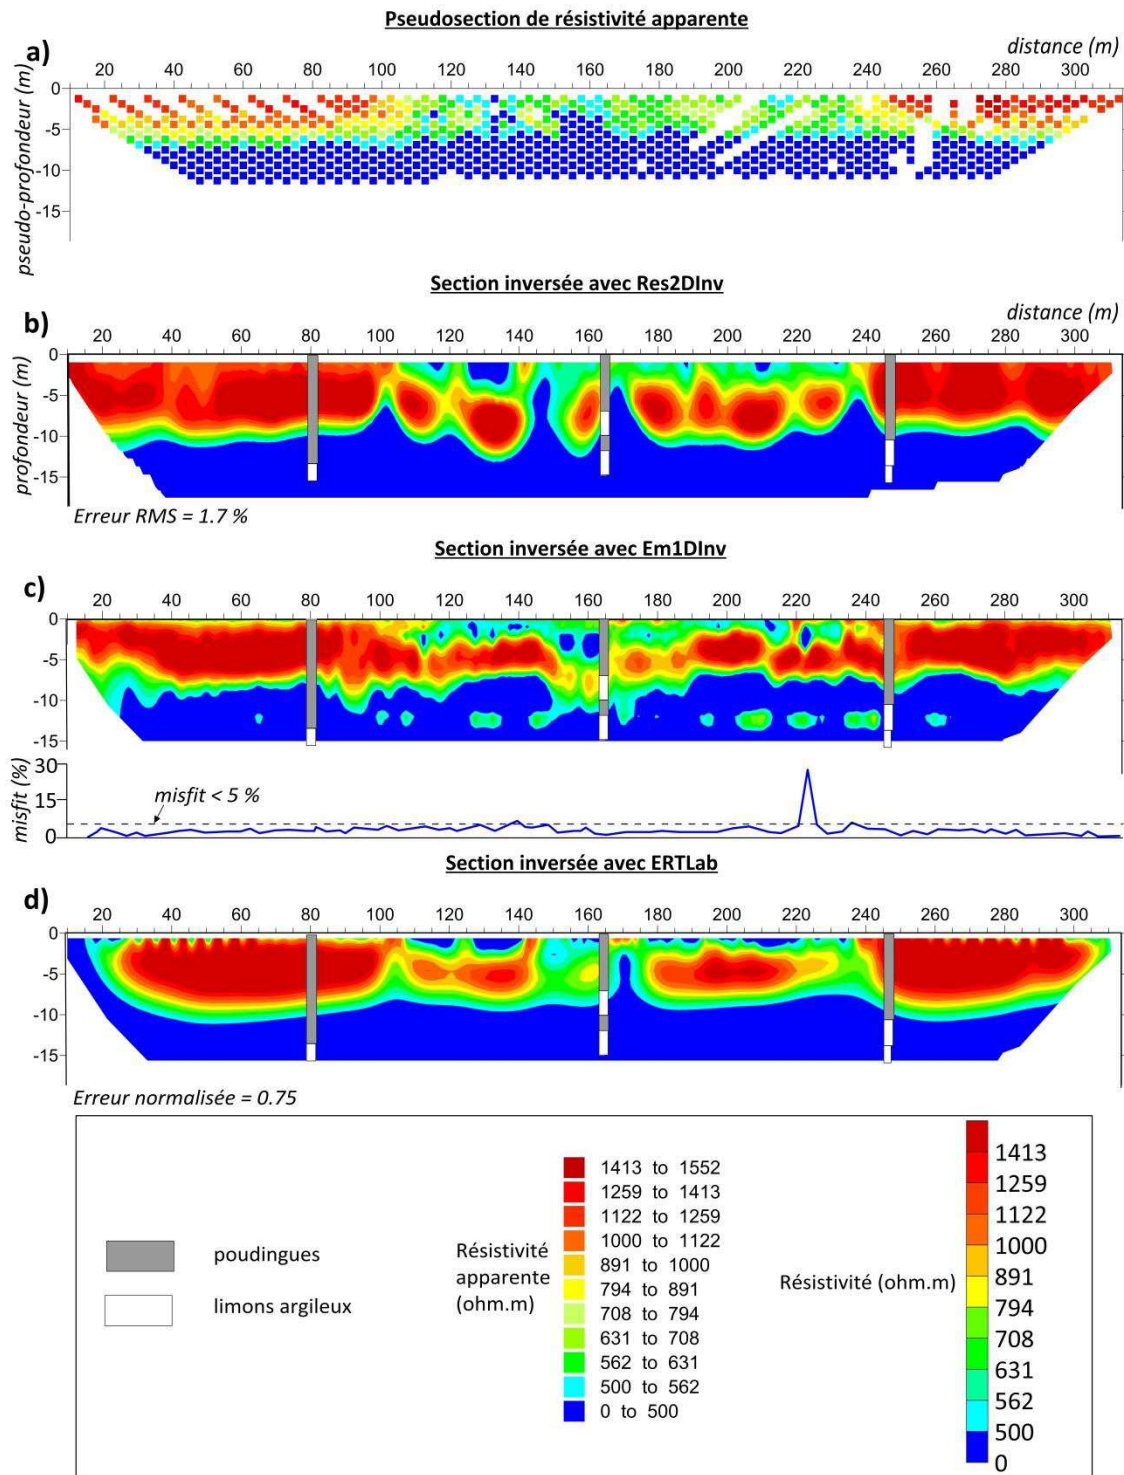 Pseudosection de résistivité apparente
a)
distance (m)
20 40 60 80 100 120 140 160 180 200 220 240 260 280 300
pseudo-profondeur (m)
0
-5
-10
-15
Section inversée avec Res2DInv
b)
distance (m)
20 40 60 80 100 120 140 160 180 200 220 240 260 280 300
profondeur (m)
0
-5
-10
-15
Erreur RMS = 1.7 %
Section inversée avec Em1DInv
c)
20 40 60 80 100 120 140 160 180 200 220 240 260 280 300
0
-5
-10
-15
misfit (%)
30
15
0
misfit < 5 %
Section inversée avec ERTLab
d)
20 40 60 80 100 120 140 160 180 200 220 240 260 280 300
0
-5
-10
-15
Erreur normalisée = 0.75
poudingues
limons argileux
Résistivité
apparente
(ohm.m)
1413 to 1552
1259 to 1413
1122 to 1259
1000 to 1122
891 to 1000
794 to 891
708 to 794
631 to 708
562 to 631
500 to 562
0 to 500
Résistivité (ohm.m)
1413
1259
1122
1000
891
794
708
631
562
500
0